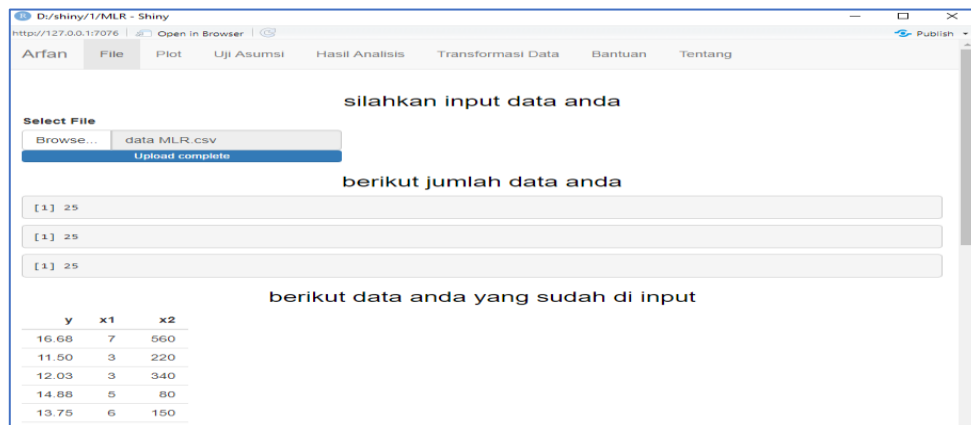 D:/shiny/1/MLR - Shiny
http://127.0.0.1:7076 Open in Browser Publish
Arfan File Plot Uji Asumsi Hasil Analisis Transformasi Data Bantuan Tentang
silahkan input data anda
Select File
Browse... data MLR.csv
Upload complete
berikut jumlah data anda
[1] 25
[1] 25
[1] 25
berikut data anda yang sudah di input
y x1 x2
16.68 7 560
11.50 3 220
12.03 3 340
14.88 5 80
13.75 6 150